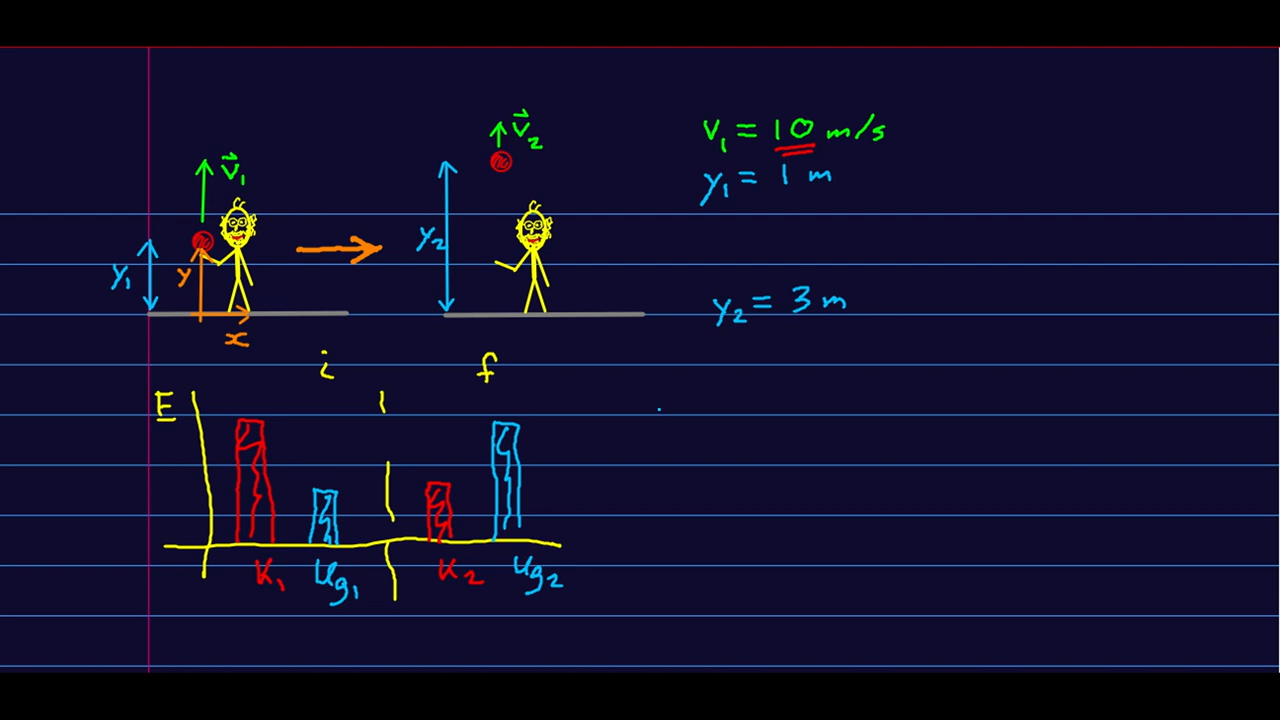 v⃗₁
v⃗₂
v₁ = 10 m/s
y₁ = 1 m
y₁
y
x
y₂
y₂ = 3 m
i
f
E
K₁
Ug₁
K₂
Ug₂